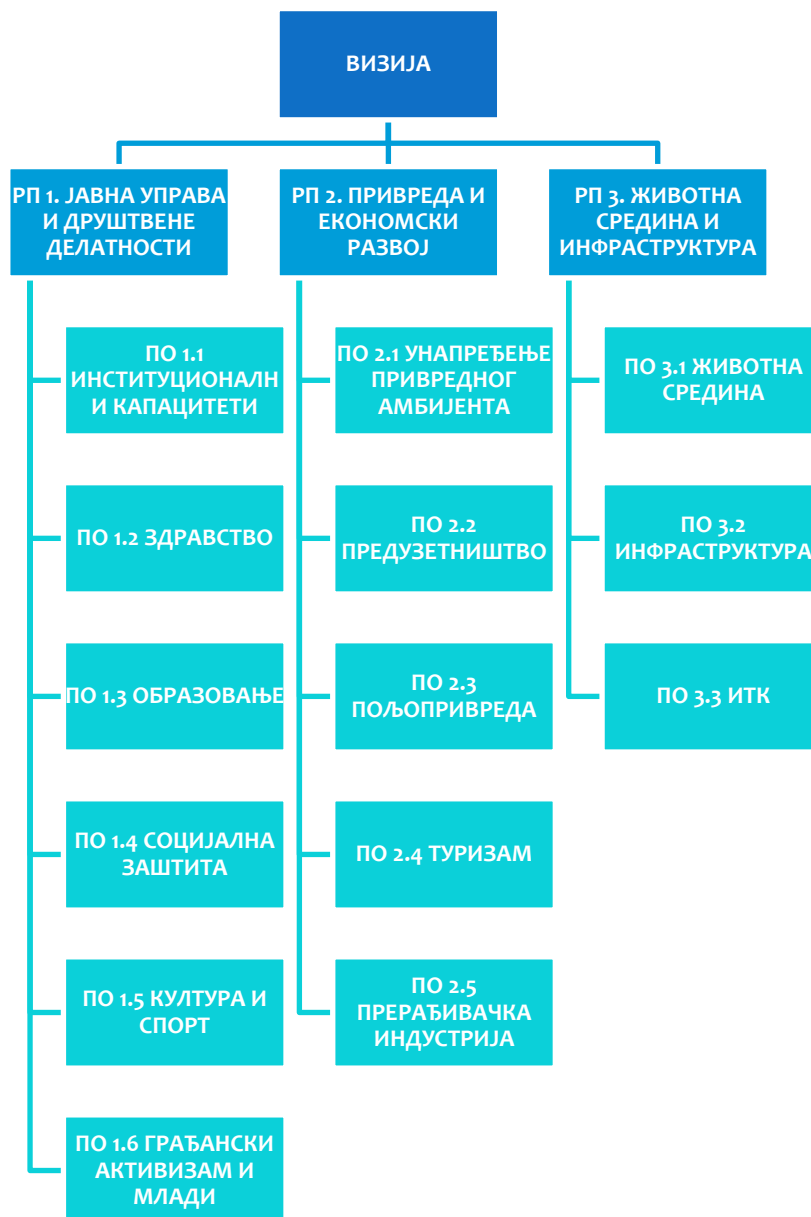 ВИЗИЈА
РП 1. ЈАВНА УПРАВА
И ДРУШТВЕНЕ
ДЕЛАТНОСТИ
ПО 1.1
ИНСТИТУЦИОНАЛН
И КАПАЦИТЕТИ
ПО 1.2 ЗДРАВСТВО
ПО 1.3 ОБРАЗОВАЊЕ
ПО 1.4 СОЦИЈАЛНА
ЗАШТИТА
ПО 1.5 КУЛТУРА И
СПОРТ
ПО 1.6 ГРАЂАНСКИ
АКТИВИЗАМ И
МЛАДИ
РП 2. ПРИВРЕДА И
ЕКОНОМСКИ
РАЗВОЈ
ПО 2.1 УНАПРЕЂЕЊЕ
ПРИВРЕДНОГ
АМБИЈЕНТА
ПО 2.2
ПРЕДУЗЕТНИШТВО
ПО 2.3
ПОЉОПРИВРЕДА
ПО 2.4 ТУРИЗАМ
ПО 2.5
ПРЕРАЂИВАЧКА
ИНДУСТРИЈА
РП 3. ЖИВОТНА
СРЕДИНА И
ИНФРАСТРУКТУРА
ПО 3.1 ЖИВОТНА
СРЕДИНА
ПО 3.2
ИНФРАСТРУКТУРА
ПО 3.3 ИТК